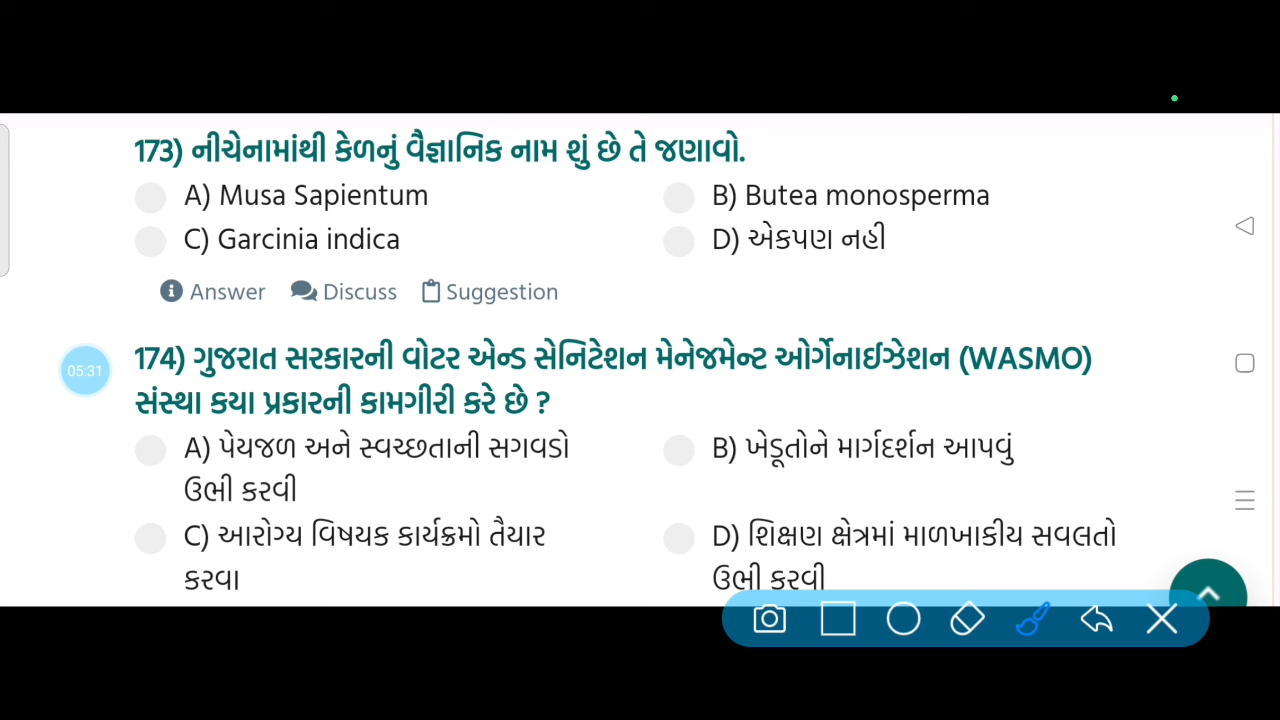 173) નીચેનામાંથી કેળનું વૈજ્ઞાનિક નામ શું છે તે જણાવો.
A) Musa Sapientum
B) Butea monosperma
C) Garcinia indica
D) એકપણ નહી
Answer Discuss Suggestion
05:31
174) ગુજરાત સરકારની વોટર એન્ડ સેનિટેશન મેનેજમેન્ટ ઓર્ગેનાઈઝેશન (WASMO)
સંસ્થા કયા પ્રકારની કામગીરી કરે છે ?
A) પેયજળ અને સ્વચ્છતાની સગવડો
ઉભી કરવી
B) ખેડૂતોને માર્ગદર્શન આપવું
C) આરોગ્ય વિષયક કાર્યક્રમો તૈયાર
કરવા
D) શિક્ષણ ક્ષેત્રમાં માળખાકીય સવલતો
ઉભી કરવી